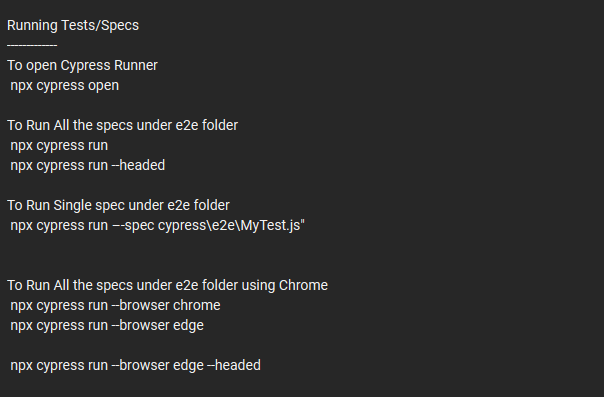 Running Tests/Specs
-------------
To open Cypress Runner
npx cypress open
To Run All the specs under e2e folder
npx cypress run
npx cypress run --headed
To Run Single spec under e2e folder
npx cypress run –-spec cypress\e2e\MyTest.js"
To Run All the specs under e2e folder using Chrome
npx cypress run --browser chrome
npx cypress run --browser edge
npx cypress run --browser edge --headed